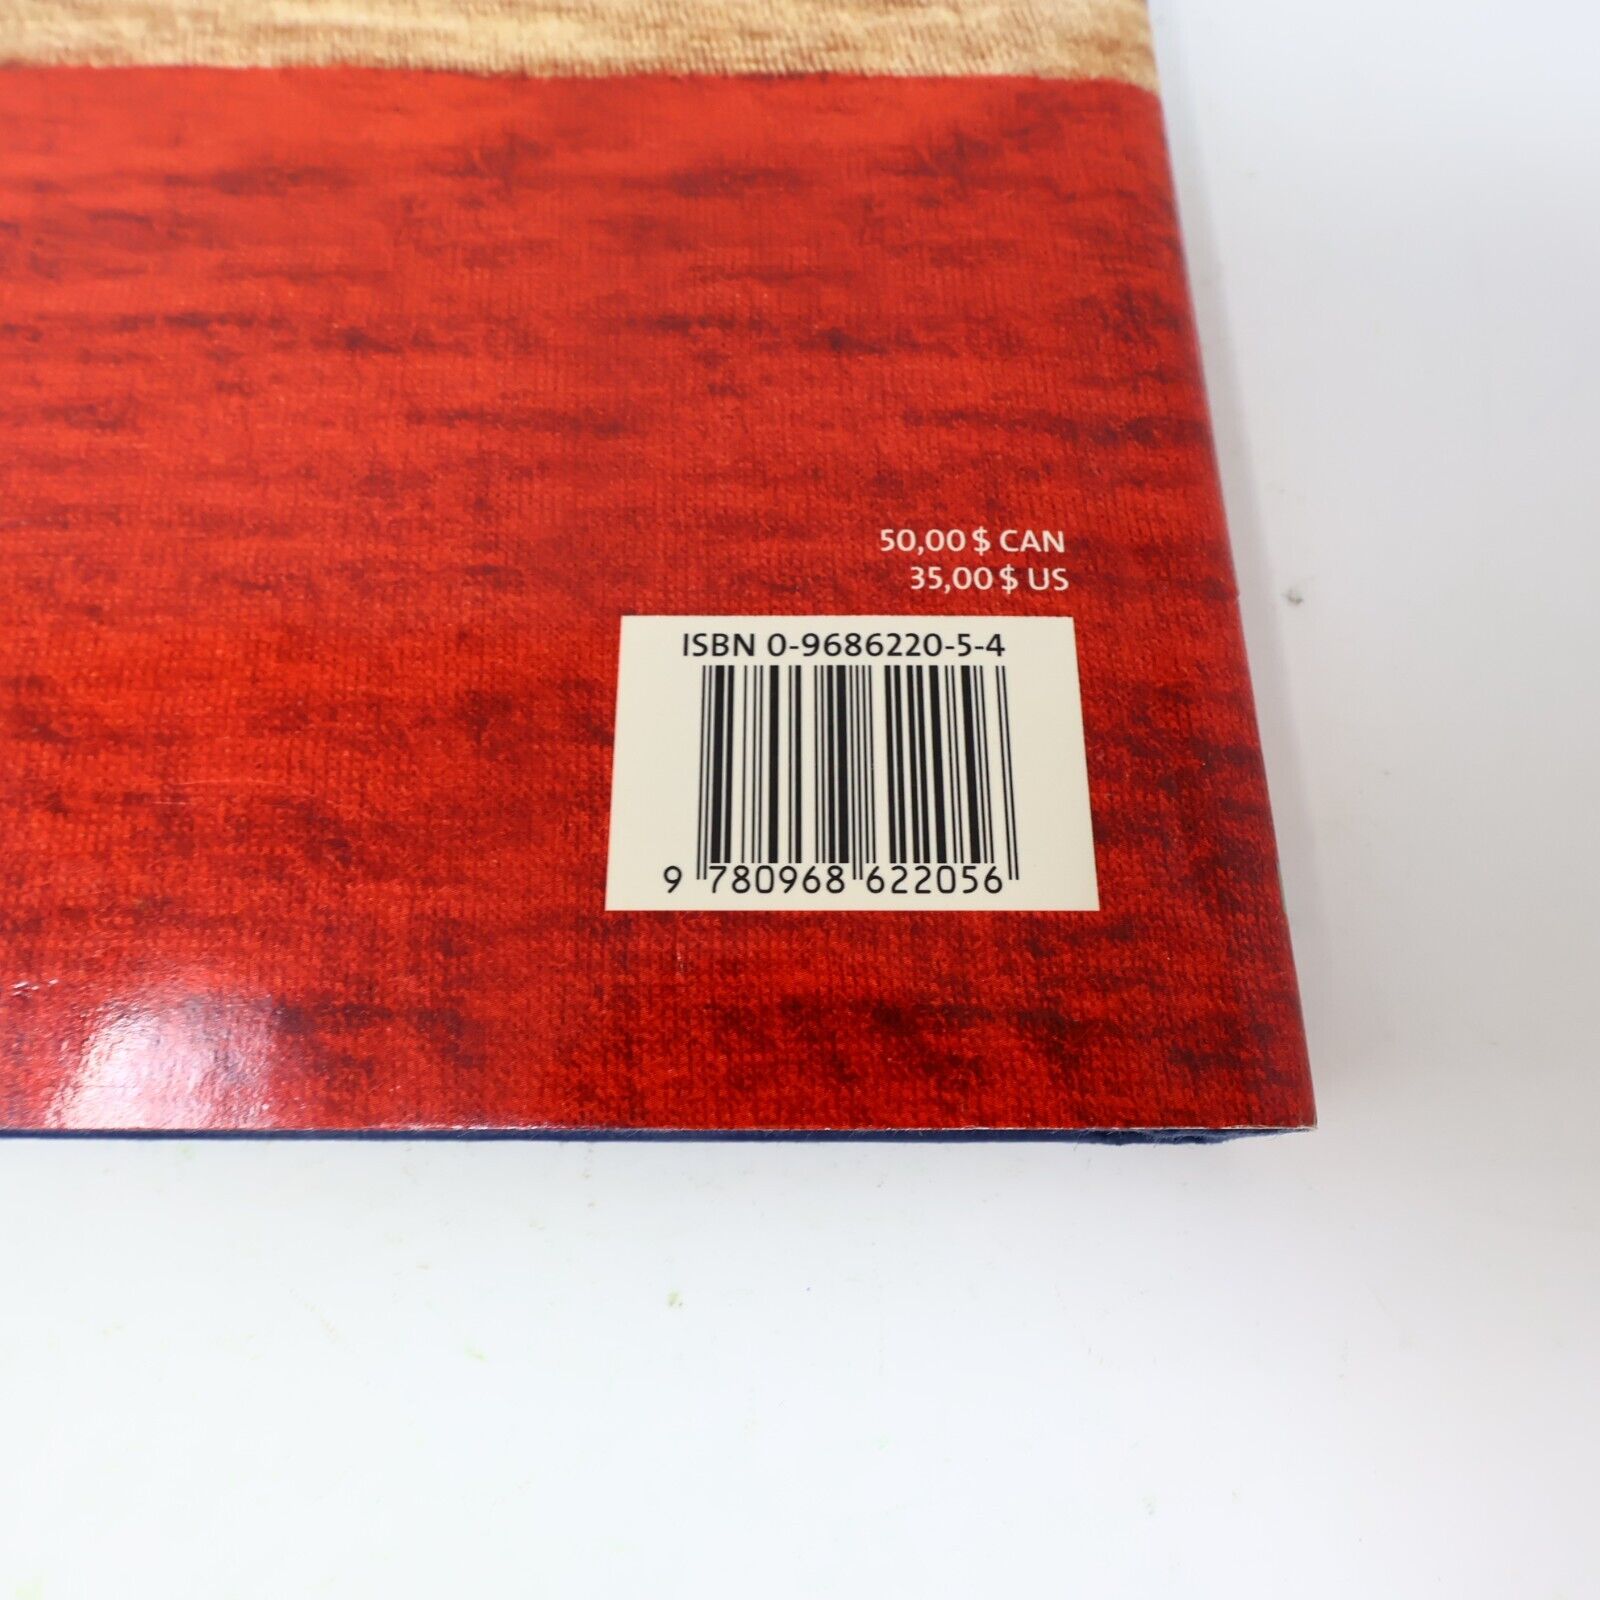 50,00 $ CAN
35,00 $ US
ISBN 0-9686220-5-4
9 780968 622056